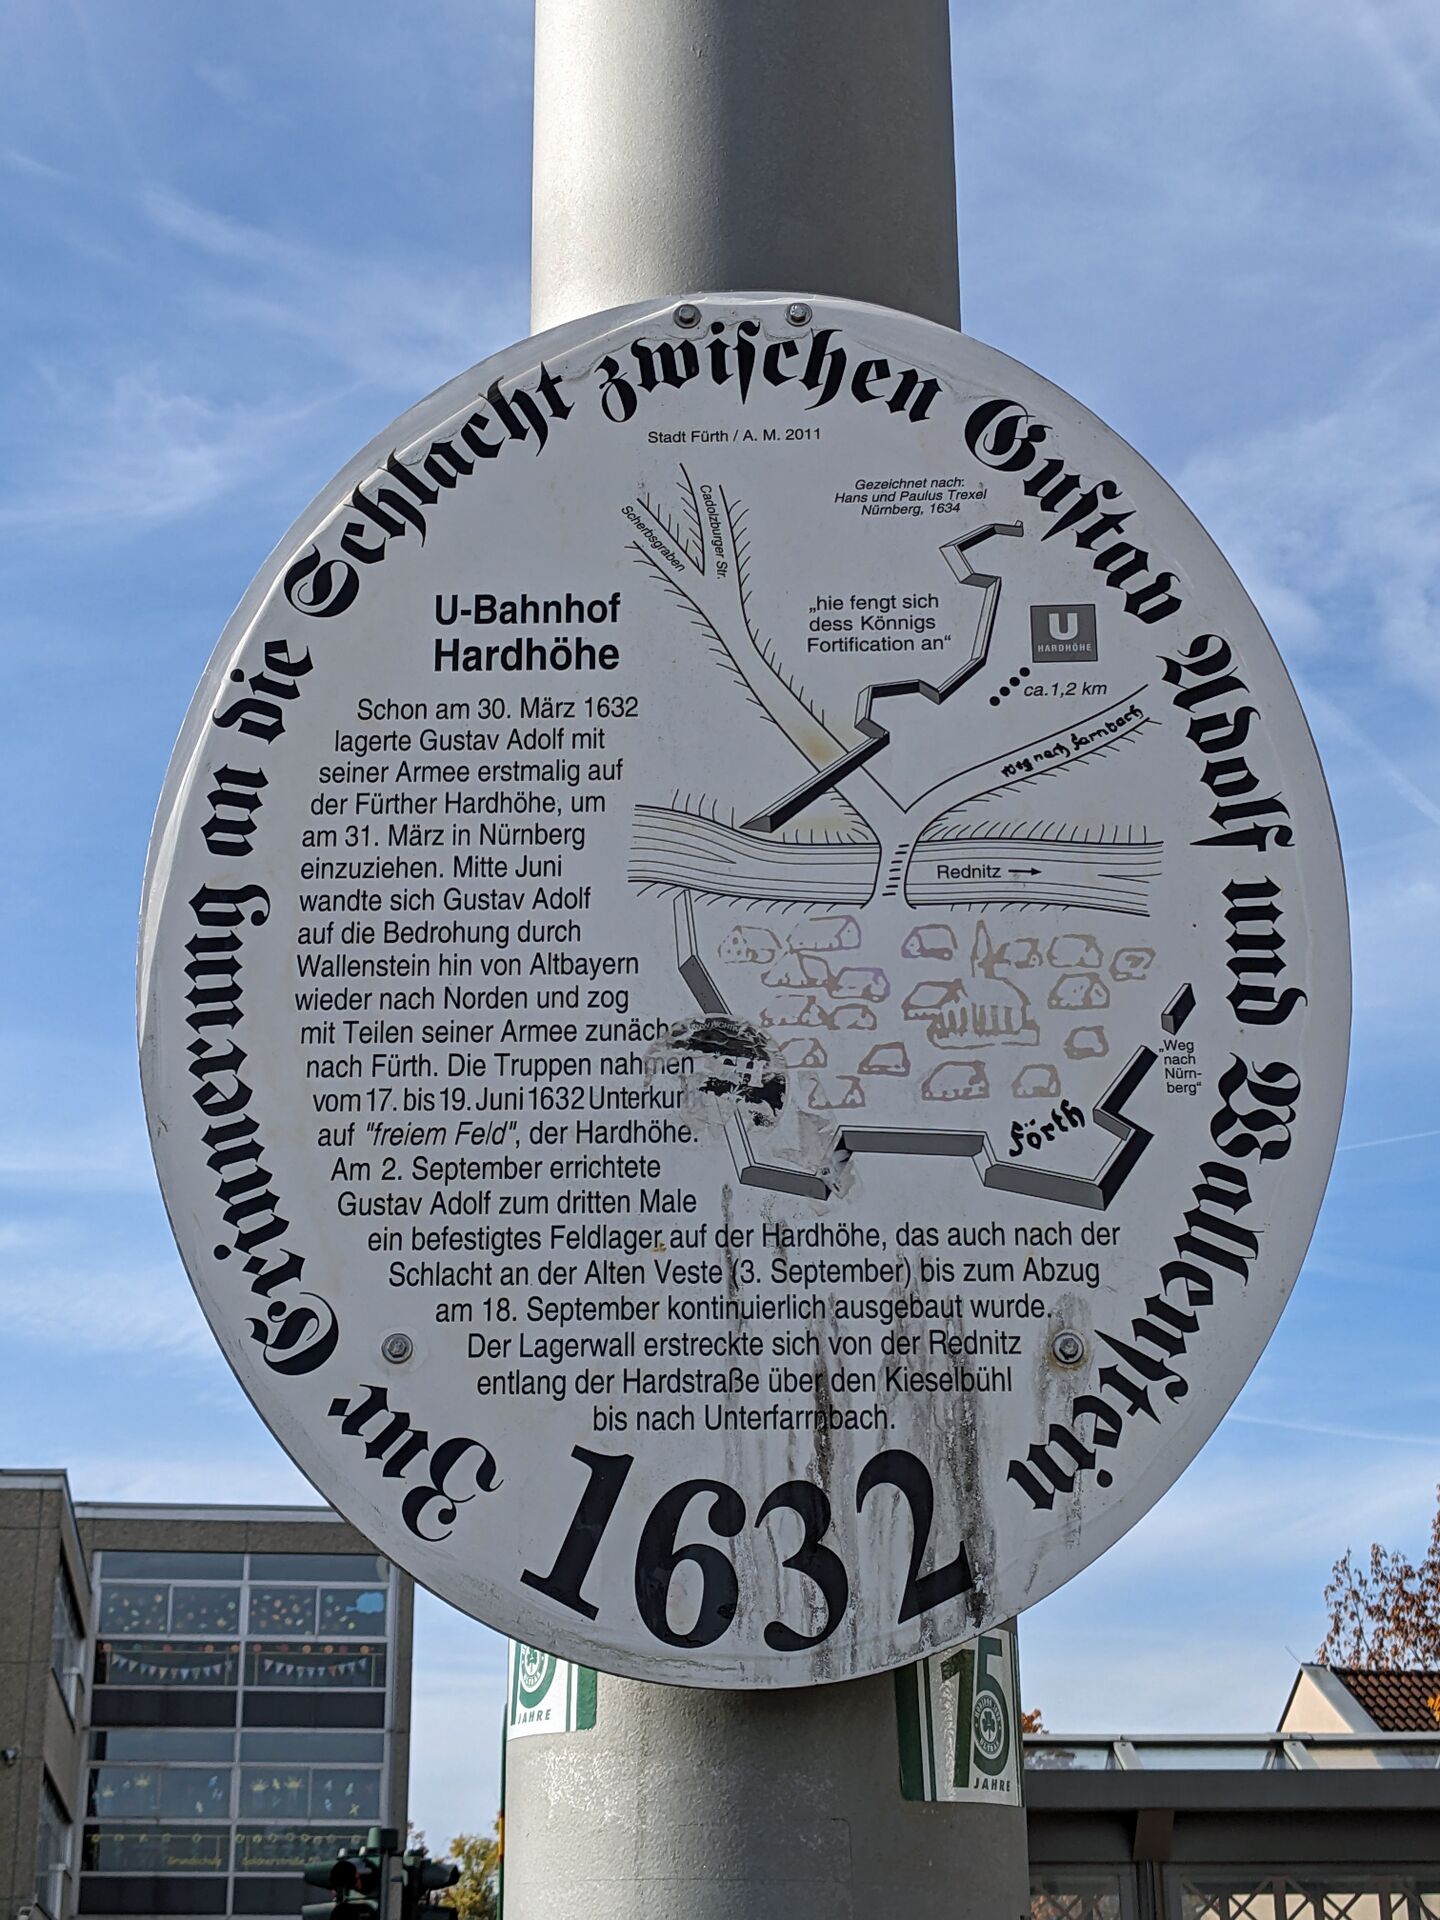 Zur Erinnerung an die Schlacht zwischen Gustav Adolf und Wallenstein
1632
Stadt Fürth / A. M. 2011
Gezeichnet nach:
Hans und Paulus Trexel
Nürnberg, 1634
Scherbsgraben
Cadolzburger Str.
„hie fengt sich
dess Könnigs
Fortification an“
U
HARDHÖHE
ca.1,2 km
nach farnbach
Rednitz
„Weg
nach
Nürn-
berg“
förth
U-Bahnhof
Hardhöhe
Schon am 30. März 1632
lagerte Gustav Adolf mit
seiner Armee erstmalig auf
der Fürther Hardhöhe, um
am 31. März in Nürnberg
einzuziehen. Mitte Juni
wandte sich Gustav Adolf
auf die Bedrohung durch
Wallenstein hin von Altbayern
wieder nach Norden und zog
mit Teilen seiner Armee zunächs
nach Fürth. Die Truppen nahmen
vom 17. bis 19. Juni 1632 Unterkun
auf "freiem Feld", der Hardhöhe.
Am 2. September errichtete
Gustav Adolf zum dritten Male
ein befestigtes Feldlager auf der Hardhöhe, das auch nach der
Schlacht an der Alten Veste (3. September) bis zum Abzug
am 18. September kontinuierlich ausgebaut wurde.
Der Lagerwall erstreckte sich von der Rednitz
entlang der Hardstraße über den Kieselbühl
bis nach Unterfarrnbach.
JAHRE
15
JAHRE
Grundschule